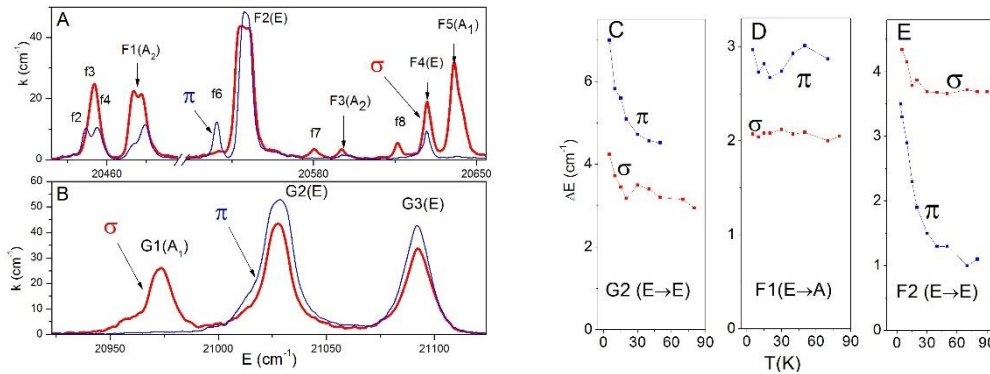 A
k (cm⁻¹)
40
20
0
f2
f3
f4
F1(A₂)
π
f6
F2(E)
f7
F3(A₂)
f8
σ
F4(E)
F5(A₁)
20460
20520
20580
20650
B
60
50
40
30
20
10
0
k (cm⁻¹)
σ
G1(A₁)
π
G2(E)
G3(E)
20950
21000
21050
21100
E (cm⁻¹)
C
ΔE (cm⁻¹)
6
4
2
0
π
σ
G2 (E→E)
0 30 60 90
D
3
2
1
0
π
σ
F1(E→A)
0 30 60 90
T(K)
E
4
3
2
1
0
σ
π
F2 (E→E)
0 30 60 90